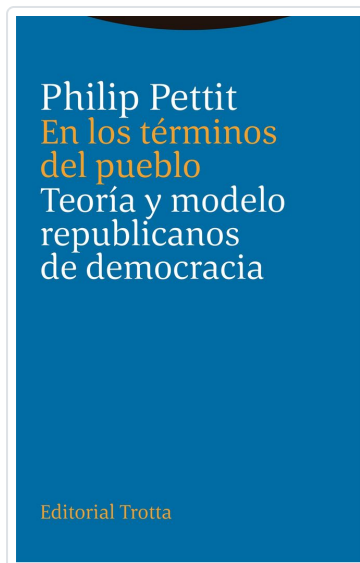 Philip Pettit
En los términos
del pueblo
Teoría y modelo
republicanos
de democracia
Editorial Trotta